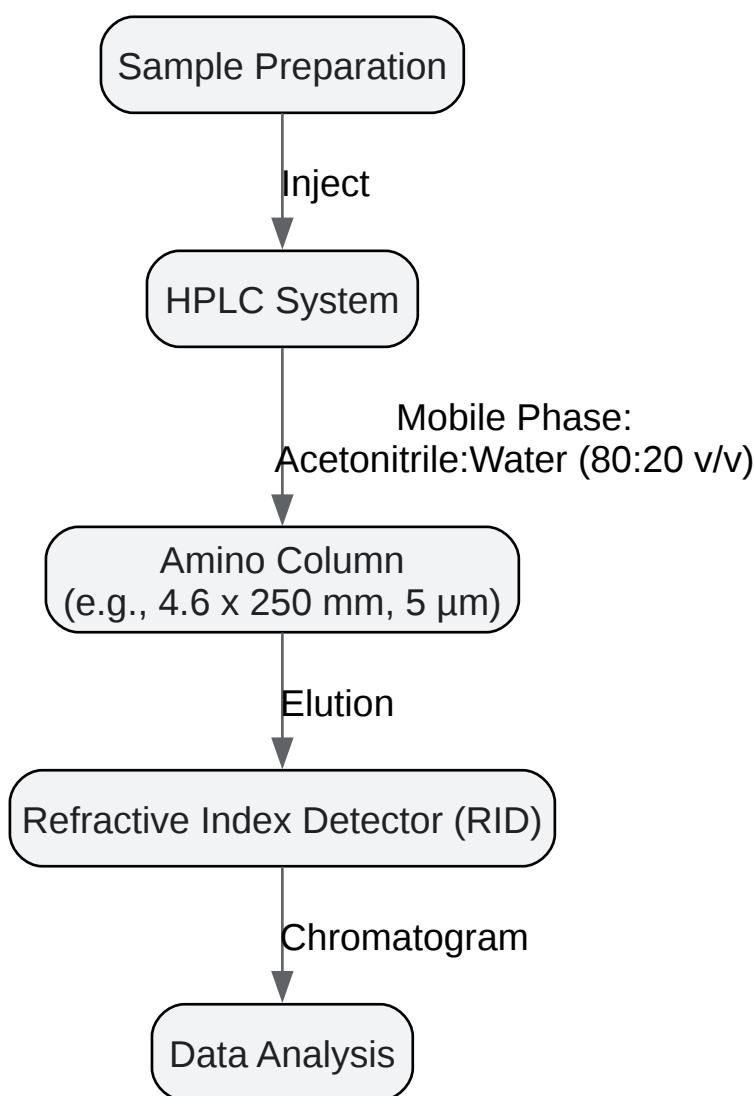 Sample Preparation
Inject
HPLC System
Mobile Phase:
Acetonitrile:Water (80:20 v/v)
Amino Column
(e.g., 4.6 x 250 mm, 5 µm)
Elution
Refractive Index Detector (RID)
Chromatogram
Data Analysis